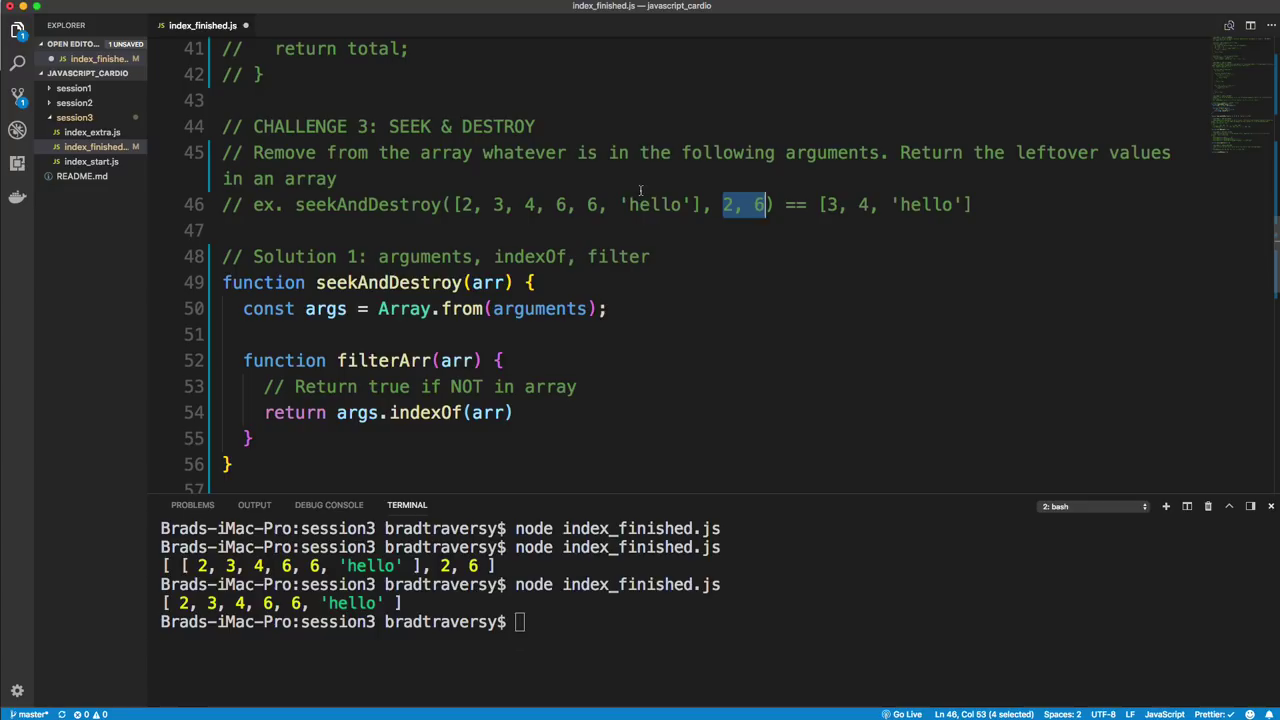 index_finished.js — javascript_cardio
EXPLORER
index_finished.js
OPEN EDITO... 1 UNSAVED
index_finishe...
JAVASCRIPT_CARDIO
session1
session2
session3
JS index_extra.js
JS index_finished...
JS index_start.js
README.md
1
1
41 //   return total;
42 // }
43
44 // CHALLENGE 3: SEEK & DESTROY
45 // Remove from the array whatever is in the following arguments. Return the leftover values
in an array
46 // ex. seekAndDestroy([2, 3, 4, 6, 6, 'hello'], 2, 6) == [3, 4, 'hello']
48 // Solution 1: arguments, indexOf, filter
49 function seekAndDestroy(arr) {
50   const args = Array.from(arguments);
51
52   function filterArr(arr) {
53     // Return true if NOT in array
54     return args.indexOf(arr)
55   }
56 }
57
PROBLEMS OUTPUT DEBUG CONSOLE TERMINAL 2: bash
Brads-iMac-Pro:session3 bradtraversy$ node index_finished.js
Brads-iMac-Pro:session3 bradtraversy$ node index_finished.js
[ [ 2, 3, 4, 6, 6, 'hello' ], 2, 6 ]
Brads-iMac-Pro:session3 bradtraversy$ node index_finished.js
[ 2, 3, 4, 6, 6, 'hello' ]
Brads-iMac-Pro:session3 bradtraversy$
master* 0 0 Go Live Ln 46, Col 53 (4 selected) Spaces: 2 UTF-8 LF JavaScript Prettier: ✓